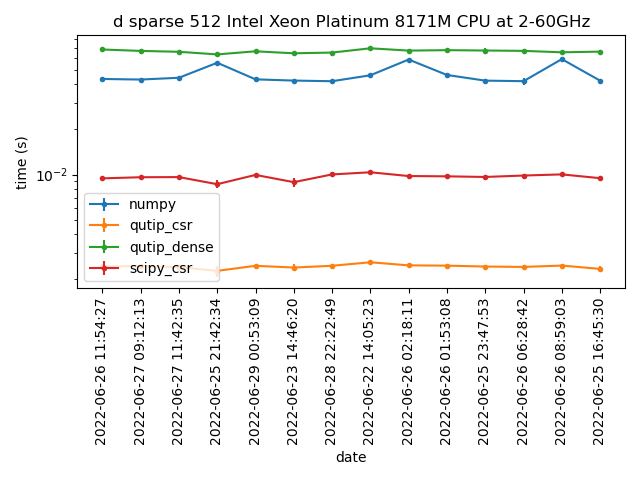 d sparse 512 Intel Xeon Platinum 8171M CPU at 2-60GHz
time (s)
10^{-2}
numpy
qutip_csr
qutip_dense
scipy_csr
2022-06-26 11:54:27
2022-06-27 09:12:13
2022-06-27 11:42:35
2022-06-25 21:42:34
2022-06-29 00:53:09
2022-06-23 14:46:20
2022-06-28 22:22:49
2022-06-22 14:05:23
2022-06-26 02:18:11
2022-06-26 01:53:08
2022-06-25 23:47:53
2022-06-26 06:28:42
2022-06-26 08:59:03
2022-06-25 16:45:30
date